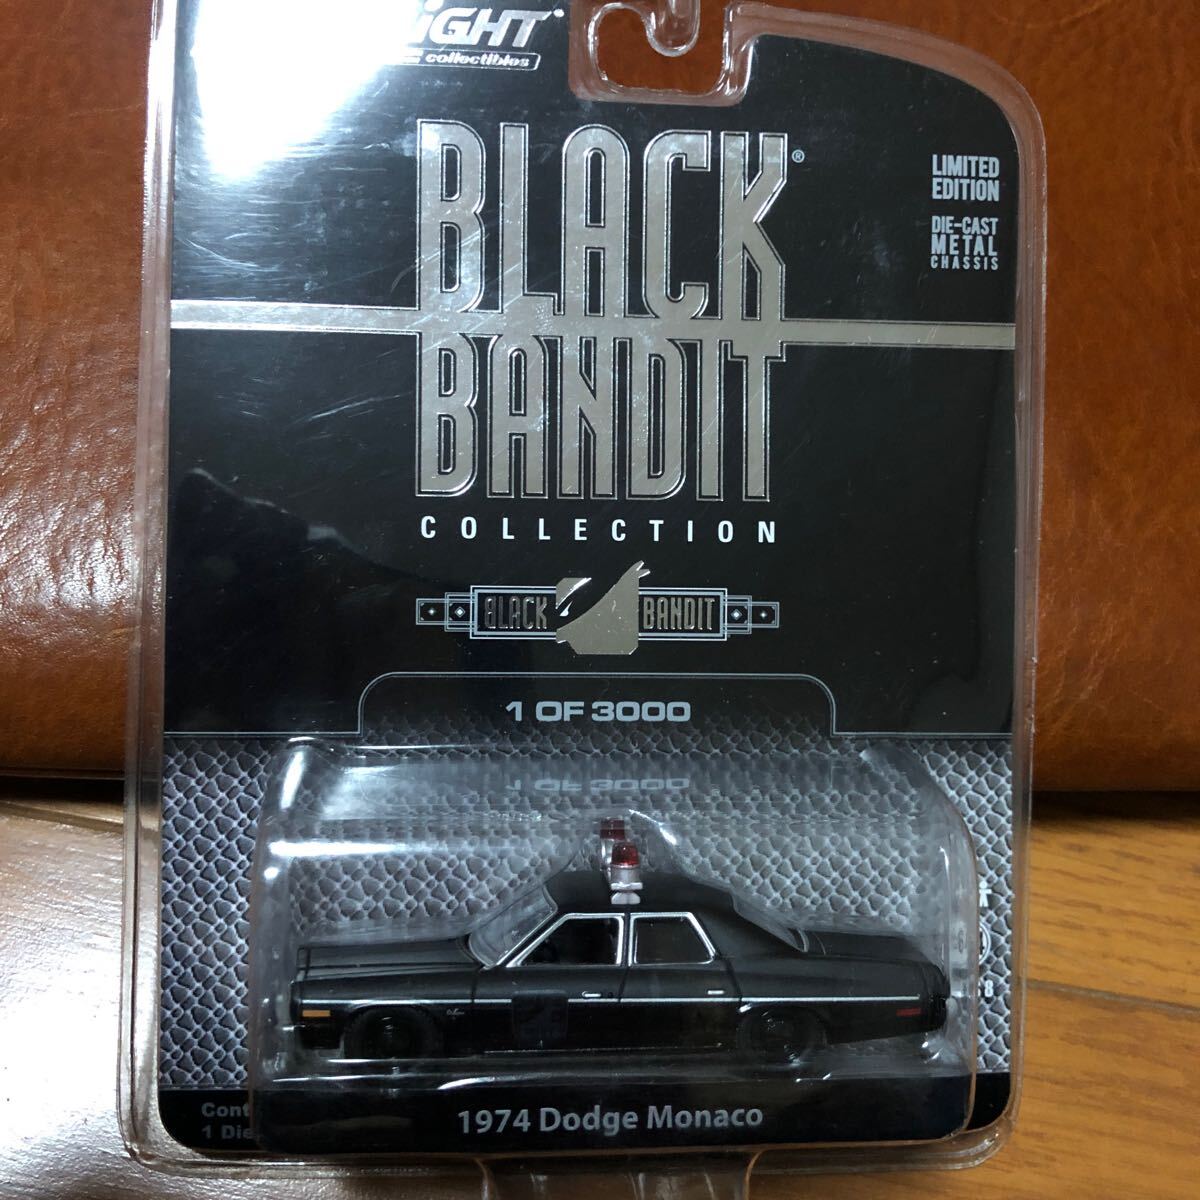 collectibles
BLACK®
BANDIT
COLLECTION
LIMITED
EDITION
DIE-CAST
METAL
CHASSIS
BLACK BANDIT
1 OF 3000
1 OF 3000
1974 Dodge Monaco